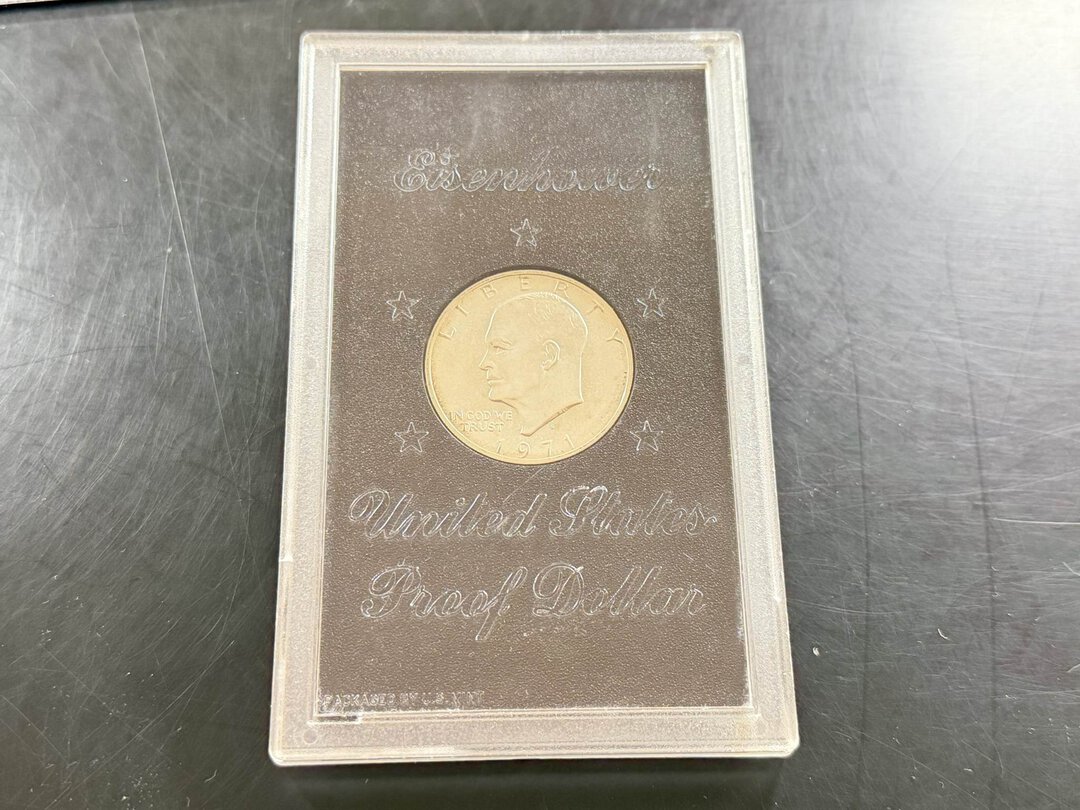 Eisenhower
LIBERTY
IN GOD WE
TRUST
1971
United States
Proof Dollar
PACKAGED BY U.S. MINT